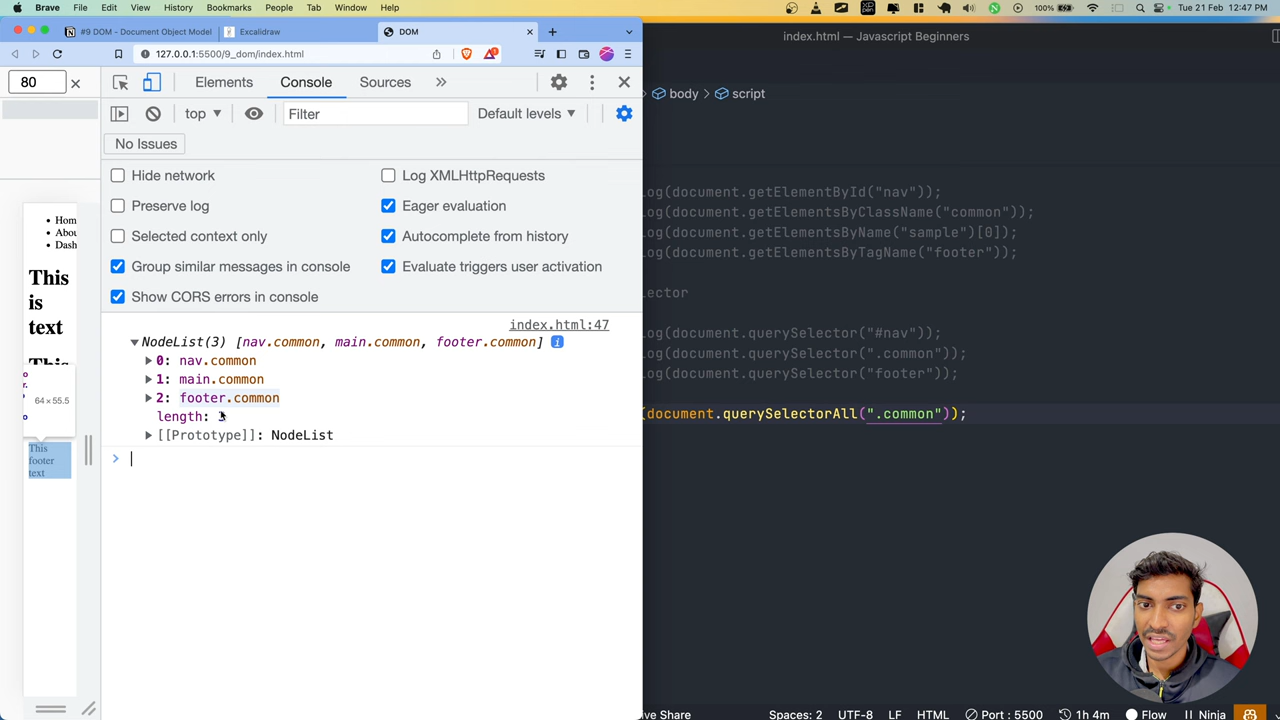 Brave File Edit View History Bookmarks People Tab Window Help 100% Tue 21 Feb 12:47 PM
#9 DOM - Document Object Model Excalidraw DOM
127.0.0.1:5500/9_dom/index.html
index.html — Javascript Beginners
80 Elements Console Sources
body > script
top Filter Default levels
No Issues
Hide network Log XMLHttpRequests
Preserve log Eager evaluation
Selected context only Autocomplete from history
Group similar messages in console Evaluate triggers user activation
Show CORS errors in console
log(document.getElementById("nav"));
log(document.getElementsByClassName("common"));
log(document.getElementsByName("sample")[0]);
log(document.getElementsByTagName("footer"));
lector
log(document.querySelector("#nav"));
log(document.querySelector(".common"));
log(document.querySelector("footer"));
(document.querySelectorAll(".common"));
Hom
Abou
Dash
This
is
text
64×55.5
This
footer
text
index.html:47
NodeList(3) [nav.common, main.common, footer.common]
0: nav.common
1: main.common
2: footer.common
length: 3
[[Prototype]]: NodeList
ve Share Spaces: 2 UTF-8 LF HTML Port : 5500 1h 4m Flow Ninja